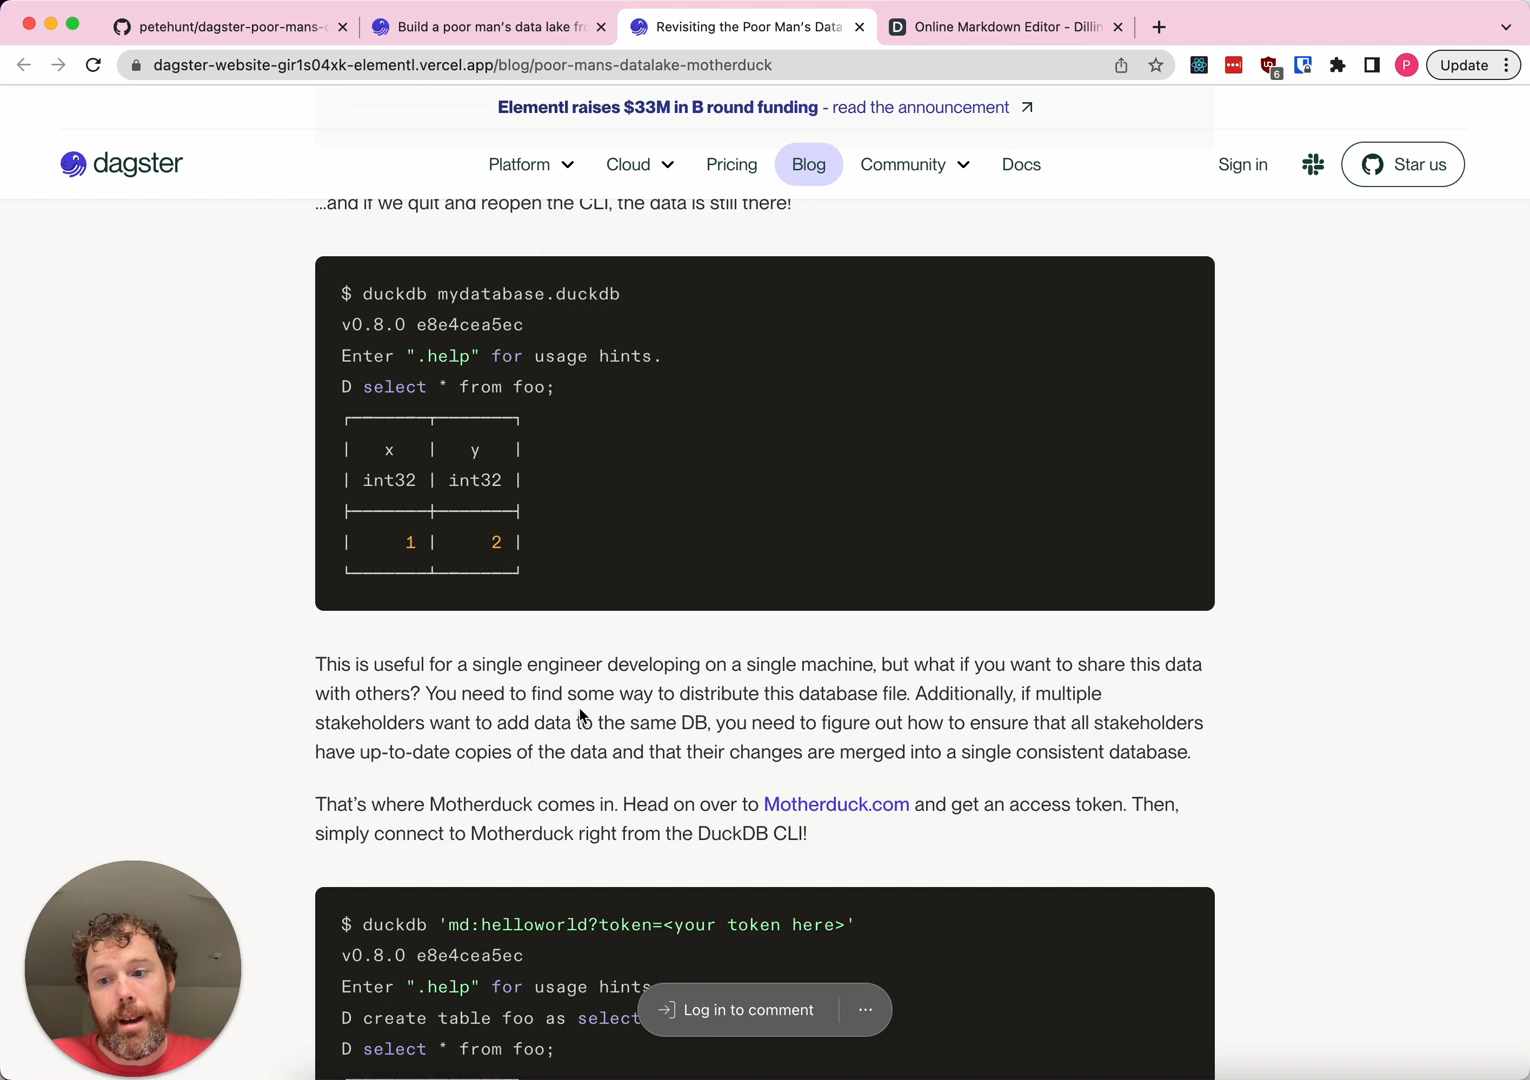 petehunt/dagster-poor-mans-
Build a poor man's data lake fr
Revisiting the Poor Man's Data
D
Online Markdown Editor - Dillin
dagster-website-gir1s04xk-elementl.vercel.app/blog/poor-mans-datalake-motherduck
6
P
Update
Elementl raises $33M in B round funding - read the announcement
dagster
Platform
Cloud
Pricing
Blog
Community
Docs
Sign in
Star us
...and if we quit and reopen the CLI, the data is still there!
$ duckdb mydatabase.duckdb
v0.8.0 e8e4cea5ec
Enter ".help" for usage hints.
D select * from foo;
┌───────┬───────┐
│   x   │   y   │
│ int32 │ int32 │
├───────┼───────┤
│     1 │     2 │
└───────┴───────┘
This is useful for a single engineer developing on a single machine, but what if you want to share this data
with others? You need to find some way to distribute this database file. Additionally, if multiple
stakeholders want to add data to the same DB, you need to figure out how to ensure that all stakeholders
have up-to-date copies of the data and that their changes are merged into a single consistent database.
That's where Motherduck comes in. Head on over to Motherduck.com and get an access token. Then,
simply connect to Motherduck right from the DuckDB CLI!
$ duckdb 'md:helloworld?token=<your token here>'
v0.8.0 e8e4cea5ec
Enter ".help" for usage hints
D create table foo as select
D select * from foo;
Log in to comment